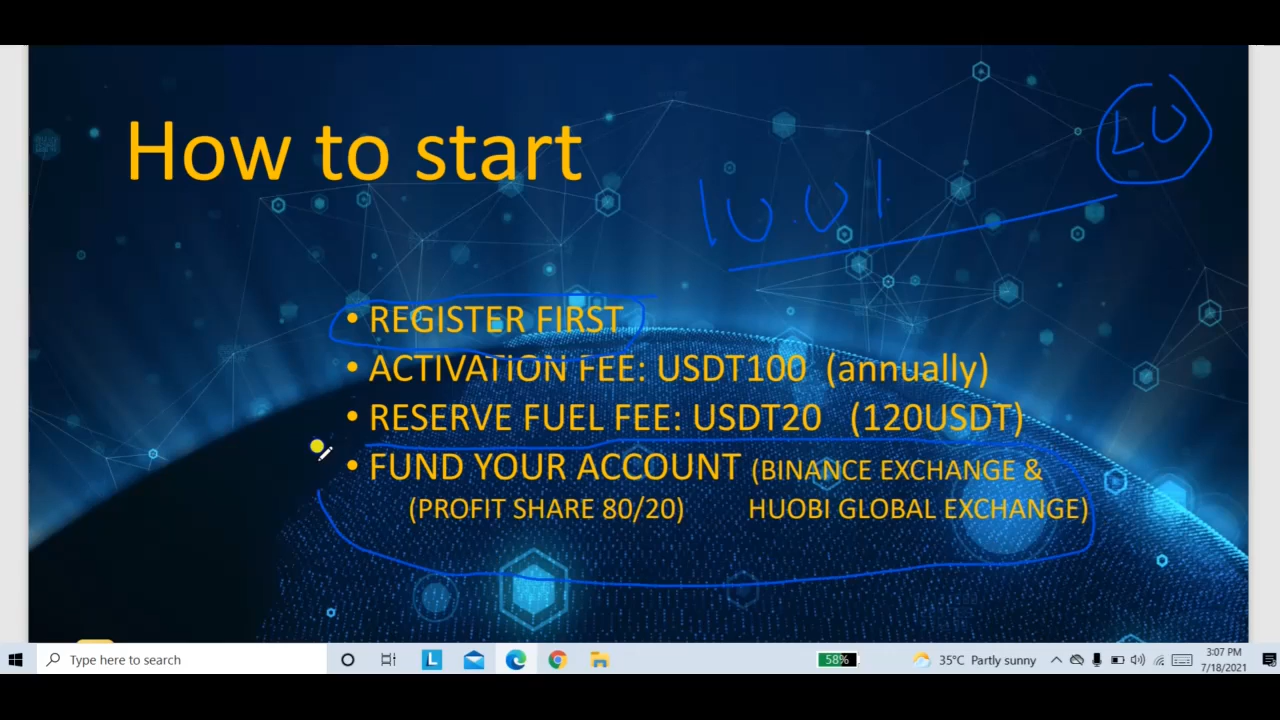 How to start
10.01
• REGISTER FIRST
• ACTIVATION FEE: USDT100 (annually)
• RESERVE FUEL FEE: USDT20 (120USDT)
• FUND YOUR ACCOUNT (BINANCE EXCHANGE &
(PROFIT SHARE 80/20) HUOBI GLOBAL EXCHANGE)
Type here to search
L
58%
35°C Partly sunny
3:07 PM
7/18/2021